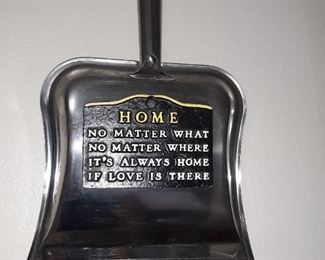 HOME
NO MATTER WHAT
NO MATTER WHERE
IT'S ALWAYS HOME
IF LOVE IS THERE